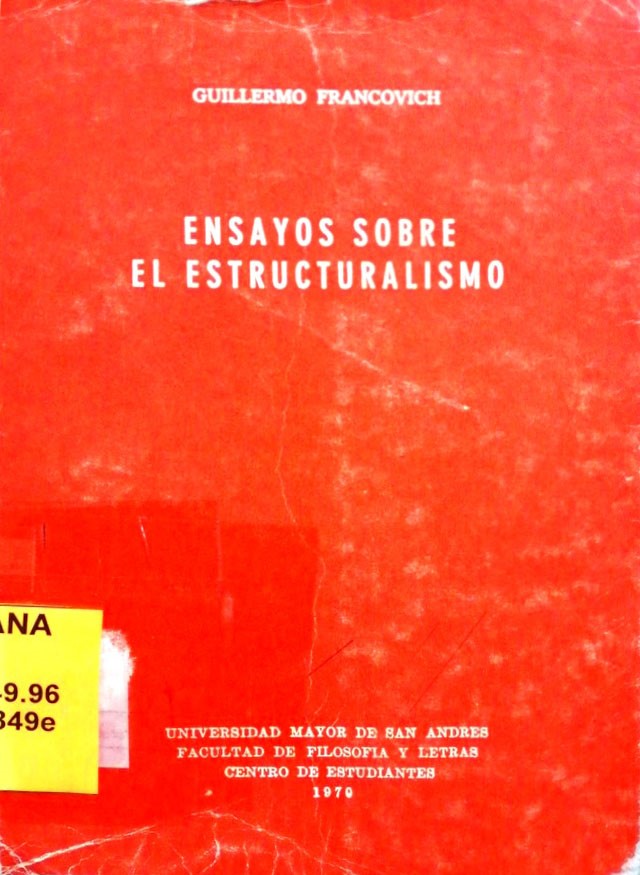 GUILLERMO FRANCOVICH
ENSAYOS SOBRE
EL ESTRUCTURALISMO
ANA
9.96
349e
UNIVERSIDAD MAYOR DE SAN ANDRES
FACULTAD DE FILOSOFIA Y LETRAS
CENTRO DE ESTUDIANTES
1970